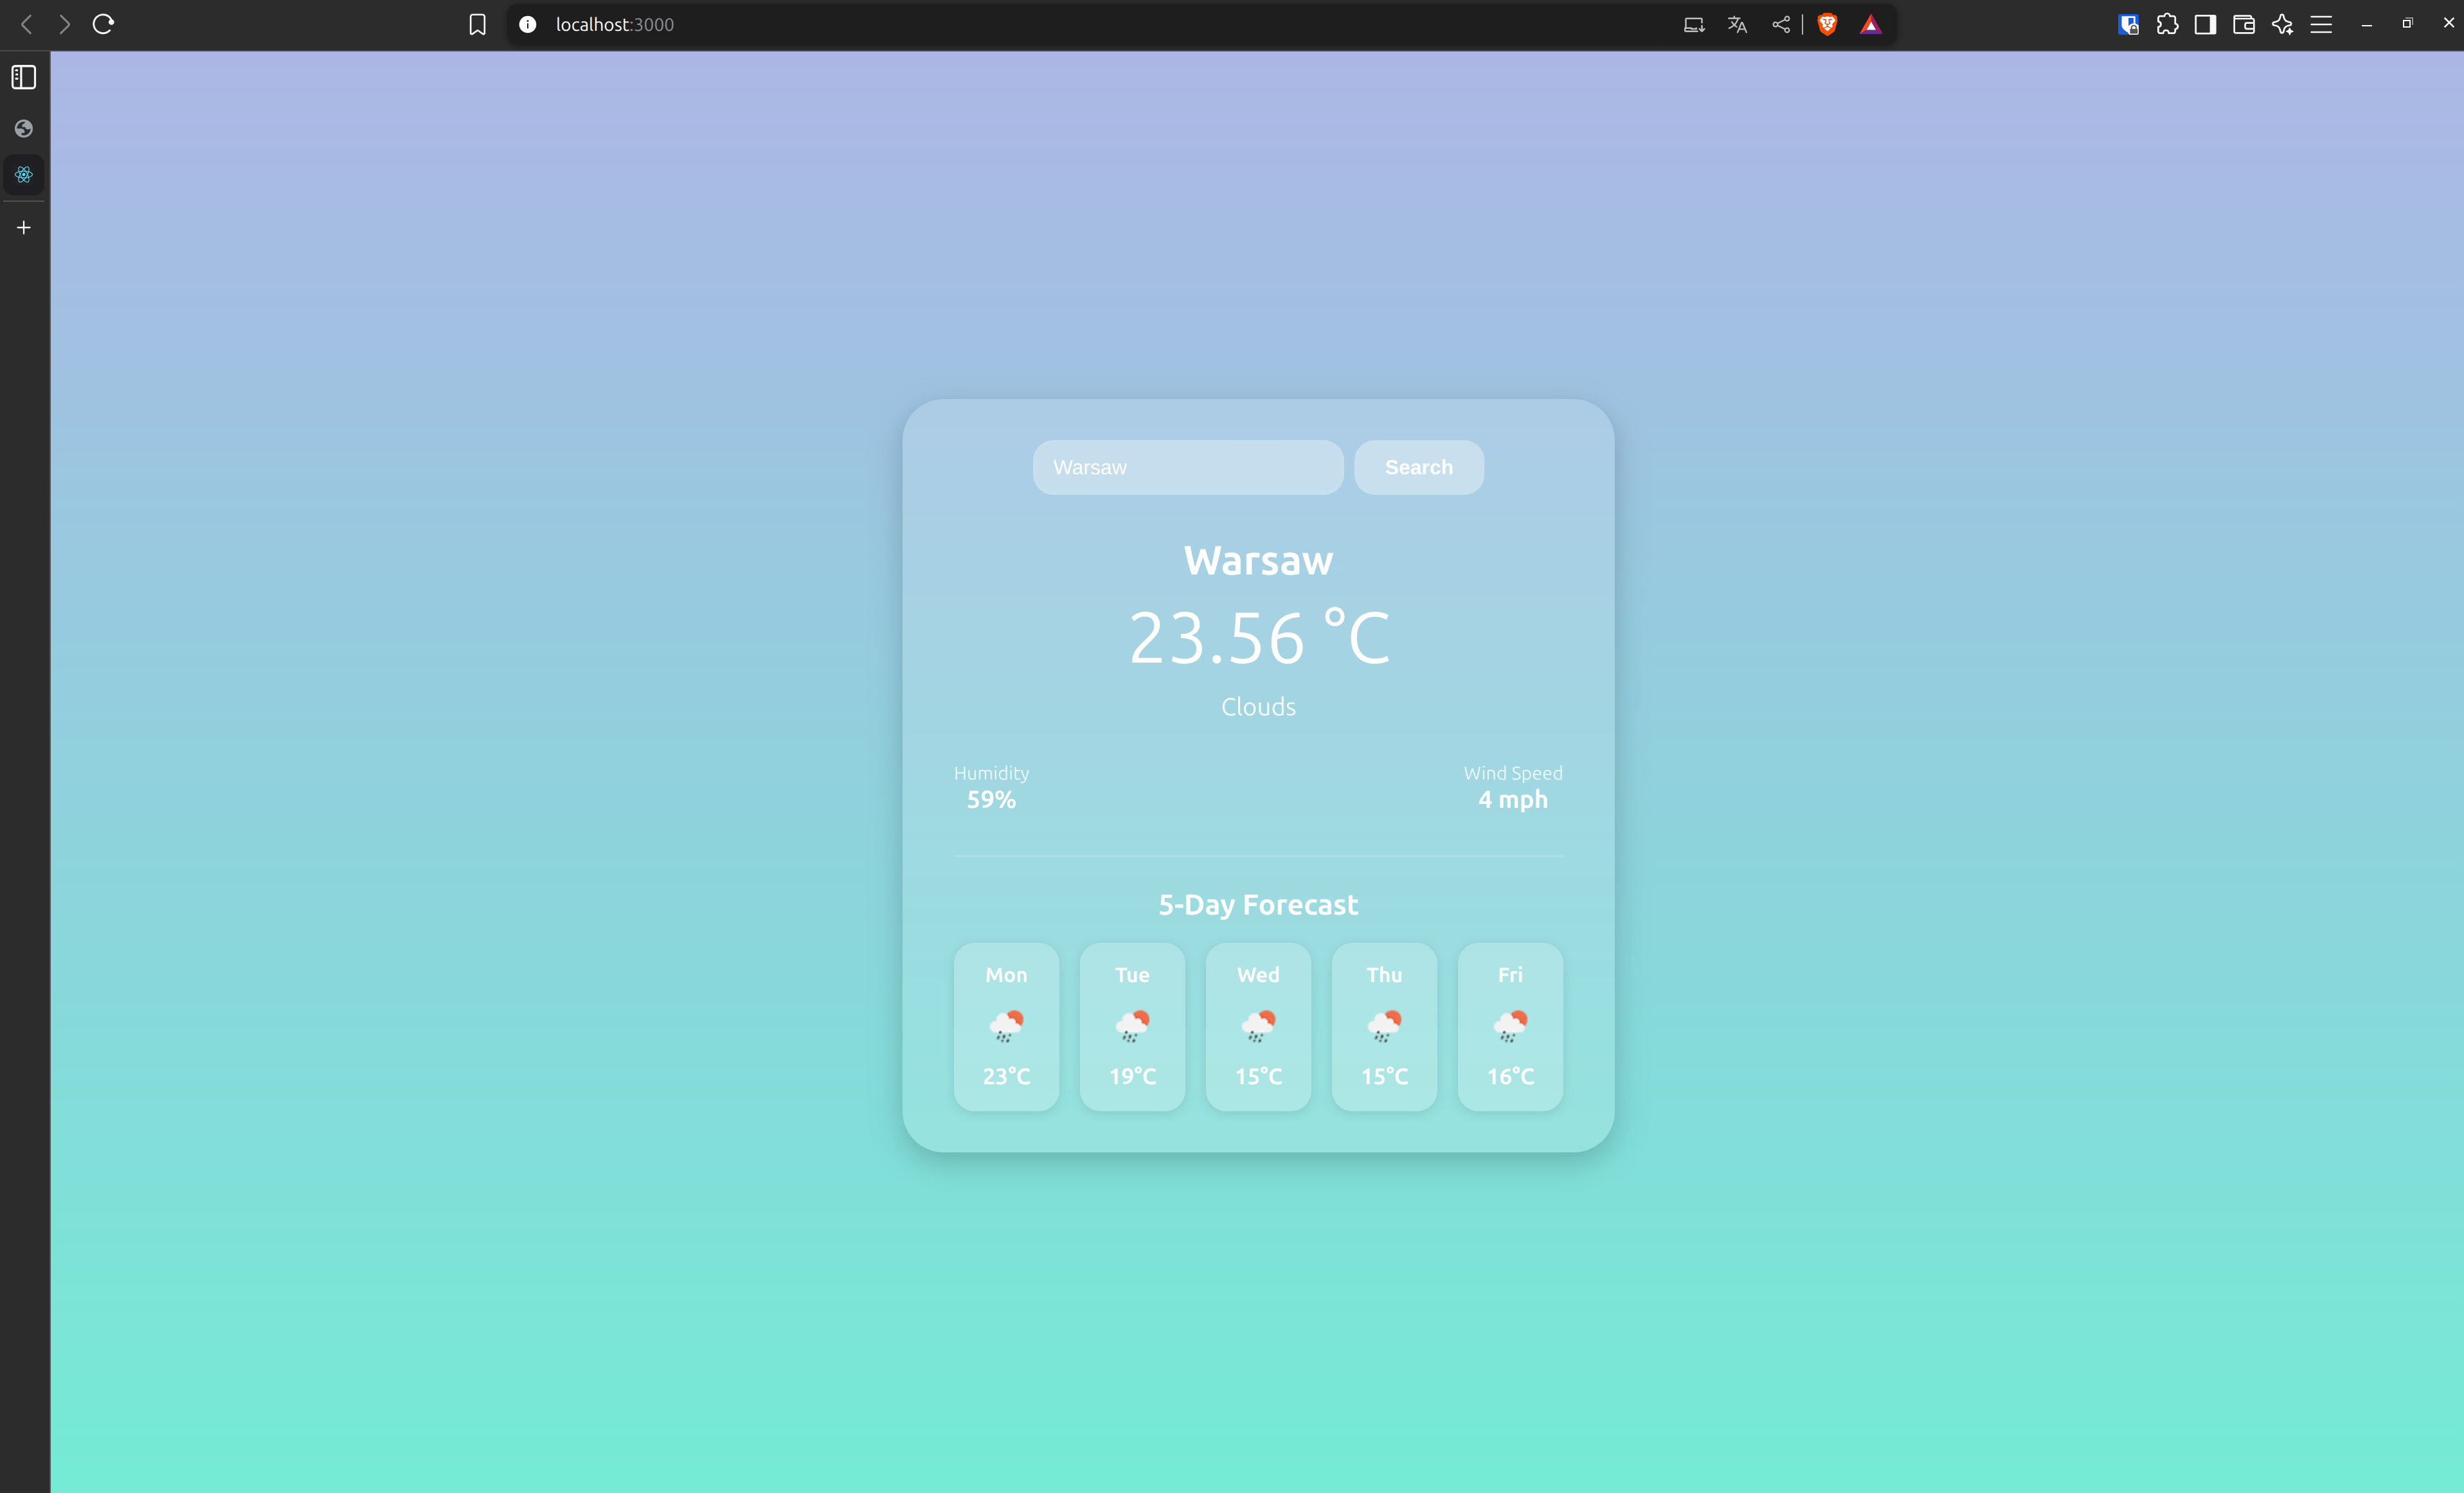 localhost:3000
Warsaw
Search
Warsaw
23.56 °C
Clouds
Humidity
Wind Speed
59%
4 mph
5-Day Forecast
Mon
Tue
Wed
Thu
Fri
23°C
19°C
15°C
15°C
16°C